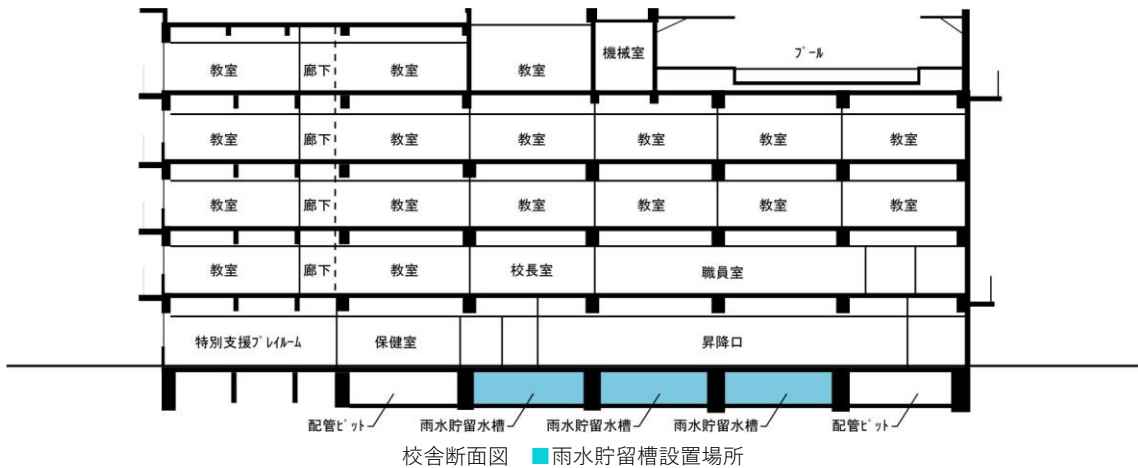 機械室
プール
教室 廊下 教室 教室
教室 廊下 教室 教室 教室 教室 教室
教室 廊下 教室 教室 教室 教室 教室
教室 廊下 教室 校長室 職員室
特別支援プレイルーム 保健室 昇降口
配管ピット 雨水貯留水槽 雨水貯留水槽 雨水貯留水槽 配管ピット
校舎断面図 ■雨水貯留槽設置場所